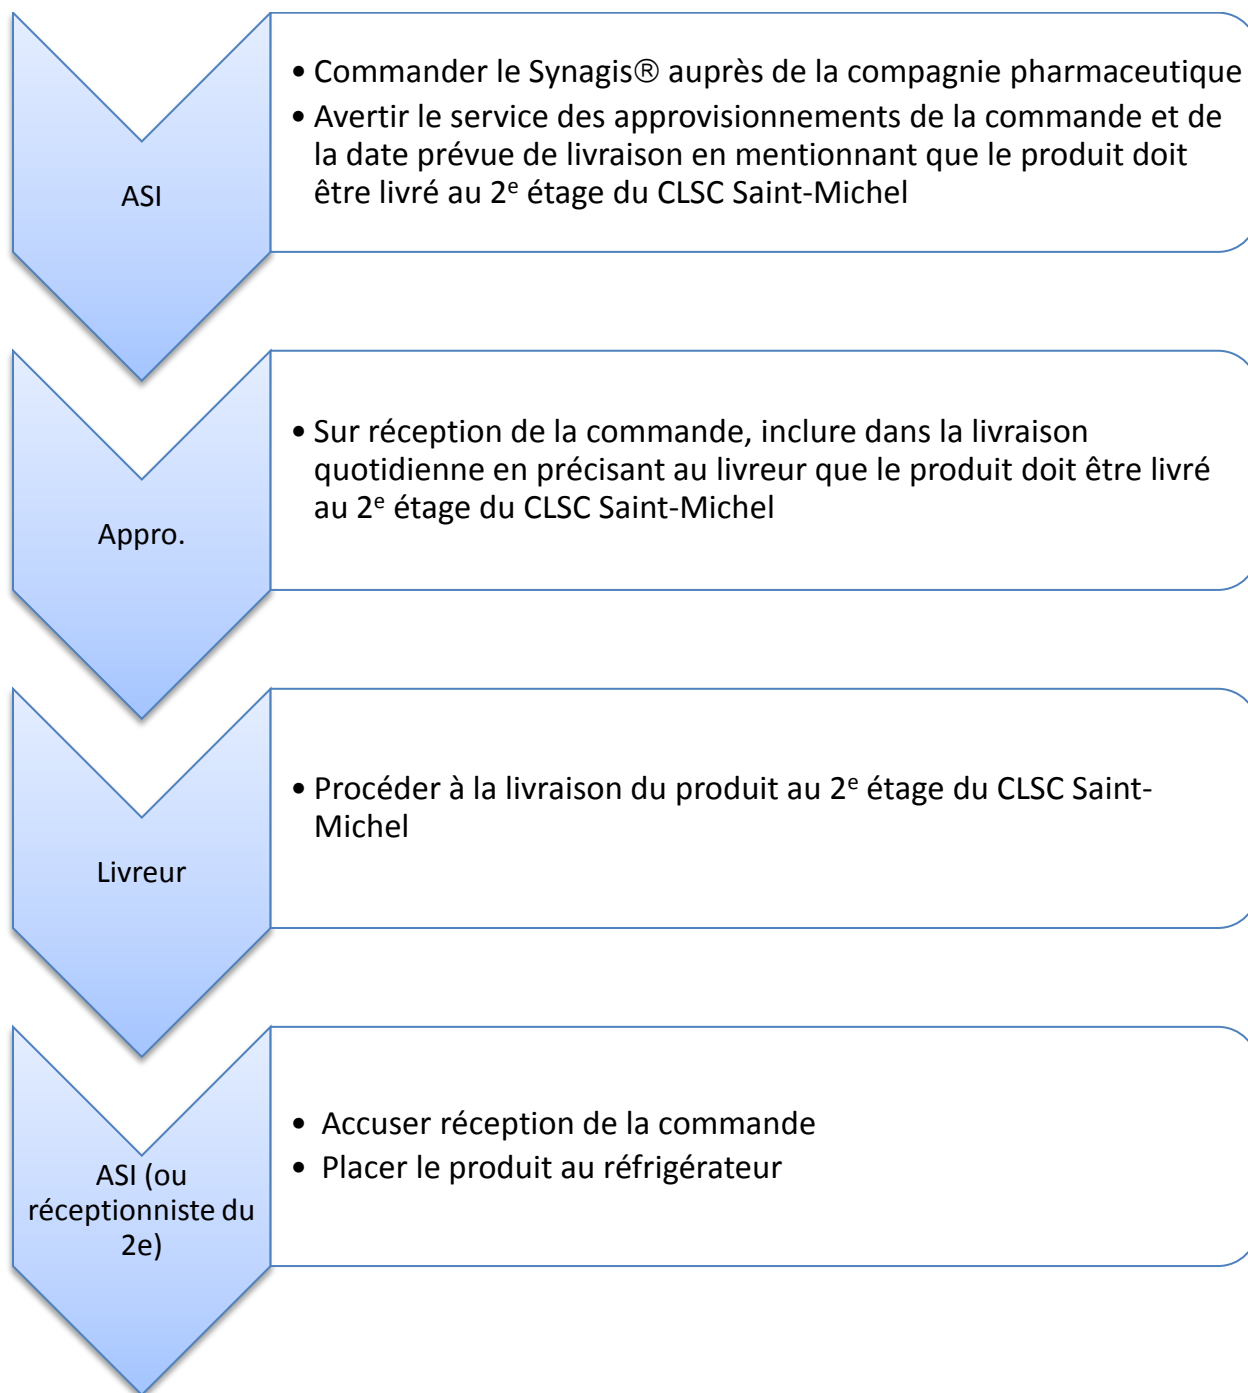 ASI
• Commander le Synagis® auprès de la compagnie pharmaceutique
• Avertir le service des approvisionnements de la commande et de
la date prévue de livraison en mentionnant que le produit doit
être livré au 2e étage du CLSC Saint-Michel
Appro.
• Sur réception de la commande, inclure dans la livraison
quotidienne en précisant au livreur que le produit doit être livré
au 2e étage du CLSC Saint-Michel
Livreur
• Procéder à la livraison du produit au 2e étage du CLSC Saint-
Michel
ASI (ou
réceptionniste du
2e)
• Accuser réception de la commande
• Placer le produit au réfrigérateur